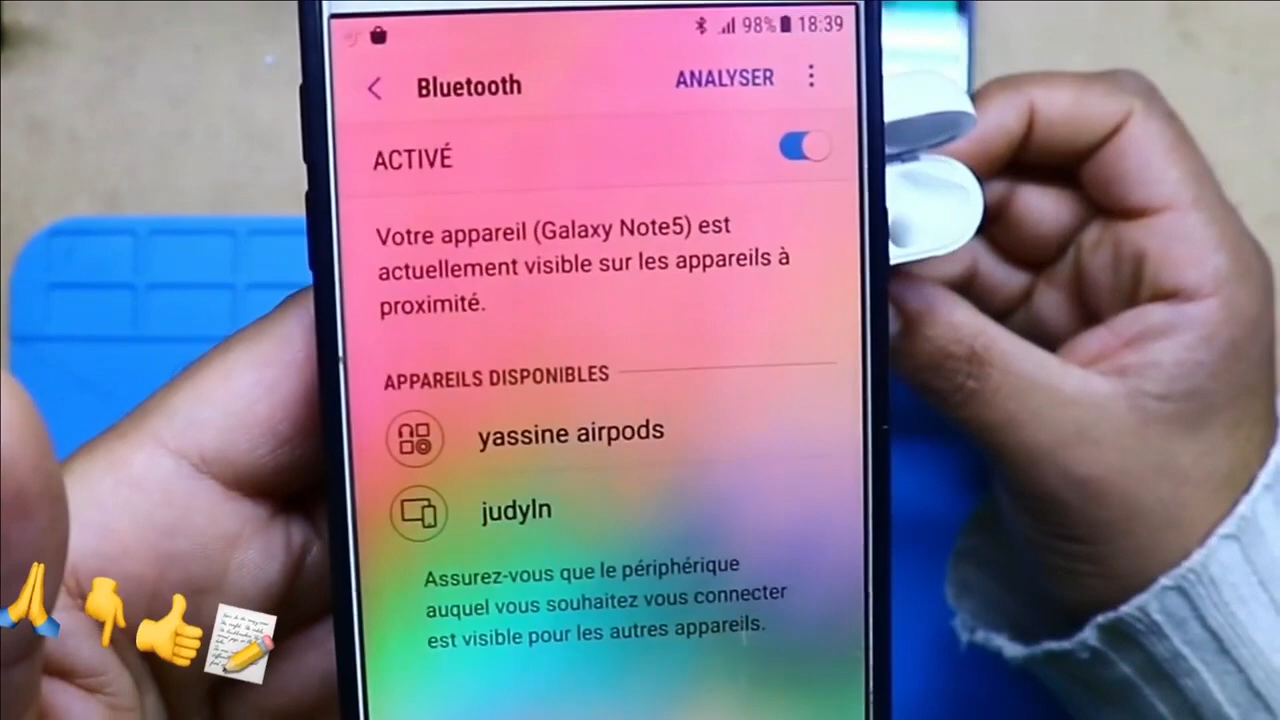 98% 18:39
Bluetooth ANALYSER
ACTIVÉ
Votre appareil (Galaxy Note5) est
actuellement visible sur les appareils à
proximité.
APPAREILS DISPONIBLES
yassine airpods
judyln
Assurez-vous que le périphérique
auquel vous souhaitez vous connecter
est visible pour les autres appareils.